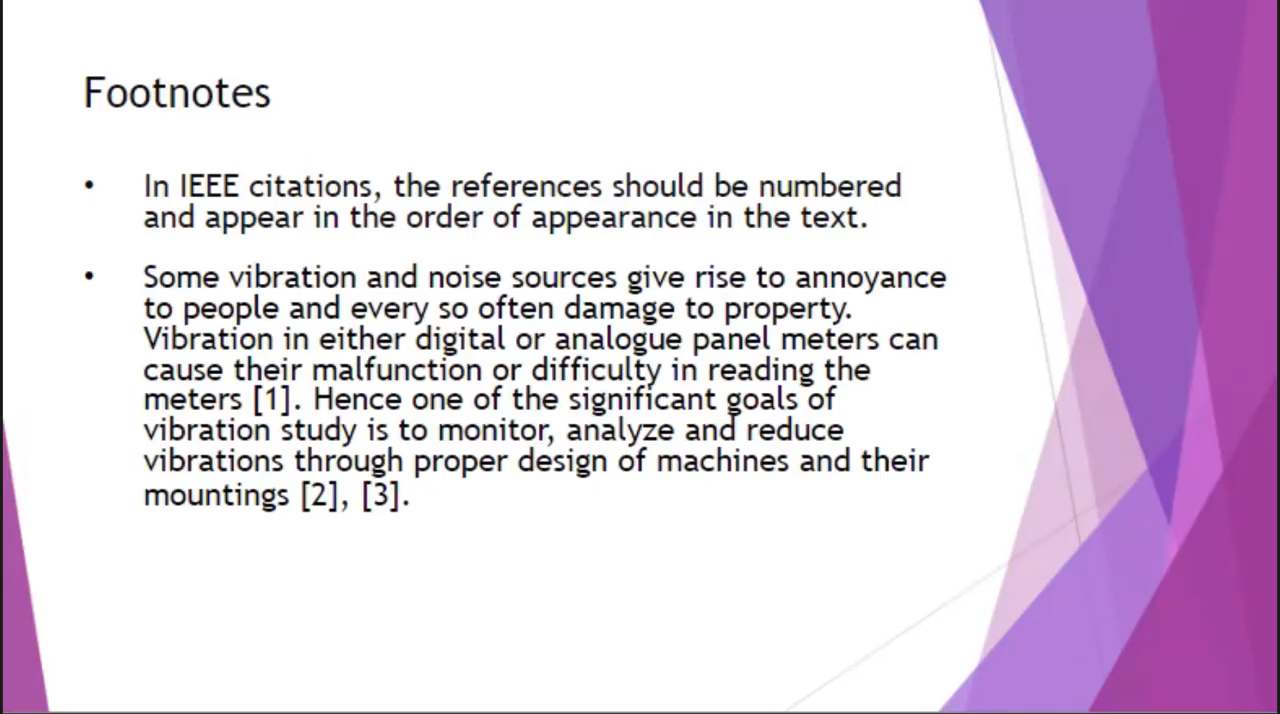 Footnotes
• In IEEE citations, the references should be numbered
and appear in the order of appearance in the text.
• Some vibration and noise sources give rise to annoyance
to people and every so often damage to property.
Vibration in either digital or analogue panel meters can
cause their malfunction or difficulty in reading the
meters [1]. Hence one of the significant goals of
vibration study is to monitor, analyze and reduce
vibrations through proper design of machines and their
mountings [2], [3].